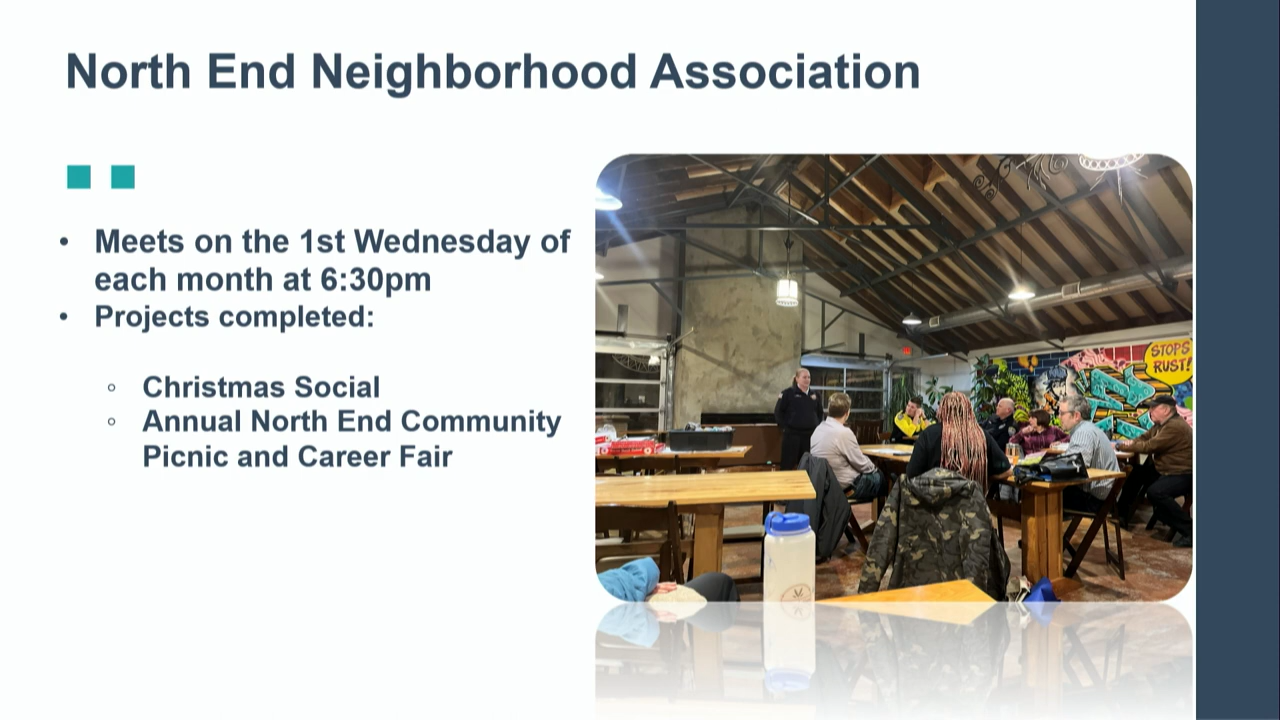 North End Neighborhood Association
• Meets on the 1st Wednesday of
each month at 6:30pm
• Projects completed:
◦ Christmas Social
◦ Annual North End Community
Picnic and Career Fair
STOPS
RUST!